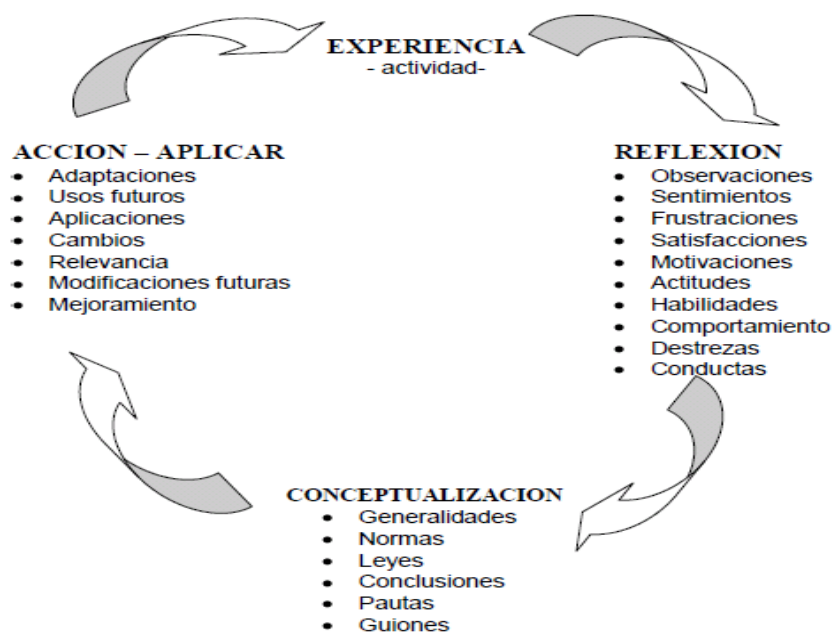 EXPERIENCIA
- actividad-
ACCION – APLICAR
• Adaptaciones
• Usos futuros
• Aplicaciones
• Cambios
• Relevancia
• Modificaciones futuras
• Mejoramiento
REFLEXION
• Observaciones
• Sentimientos
• Frustraciones
• Satisfacciones
• Motivaciones
• Actitudes
• Habilidades
• Comportamiento
• Destrezas
• Conductas
CONCEPTUALIZACION
• Generalidades
• Normas
• Leyes
• Conclusiones
• Pautas
• Guiones